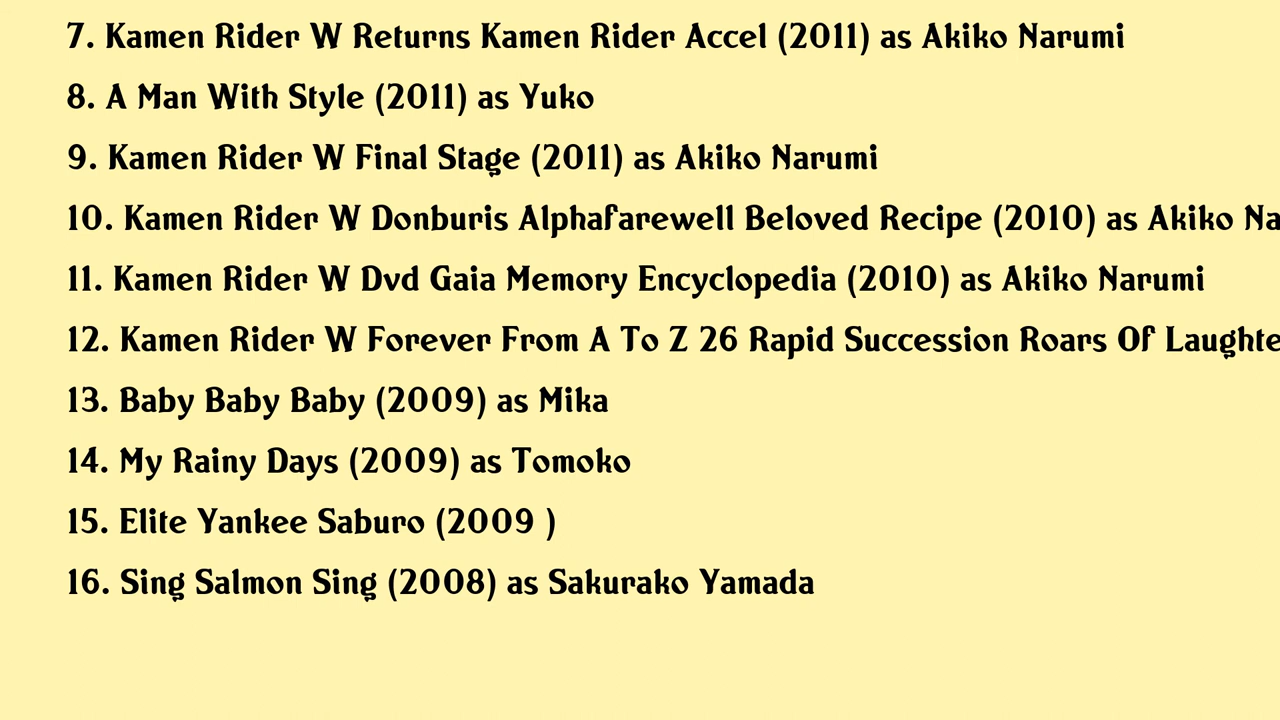 7. Kamen Rider W Returns Kamen Rider Accel (2011) as Akiko Narumi
8. A Man With Style (2011) as Yuko
9. Kamen Rider W Final Stage (2011) as Akiko Narumi
10. Kamen Rider W Donburis Alphafarewell Beloved Recipe (2010) as Akiko Na
11. Kamen Rider W Dvd Gaia Memory Encyclopedia (2010) as Akiko Narumi
12. Kamen Rider W Forever From A To Z 26 Rapid Succession Roars Of Laughte
13. Baby Baby Baby (2009) as Mika
14. My Rainy Days (2009) as Tomoko
15. Elite Yankee Saburo (2009 )
16. Sing Salmon Sing (2008) as Sakurako Yamada